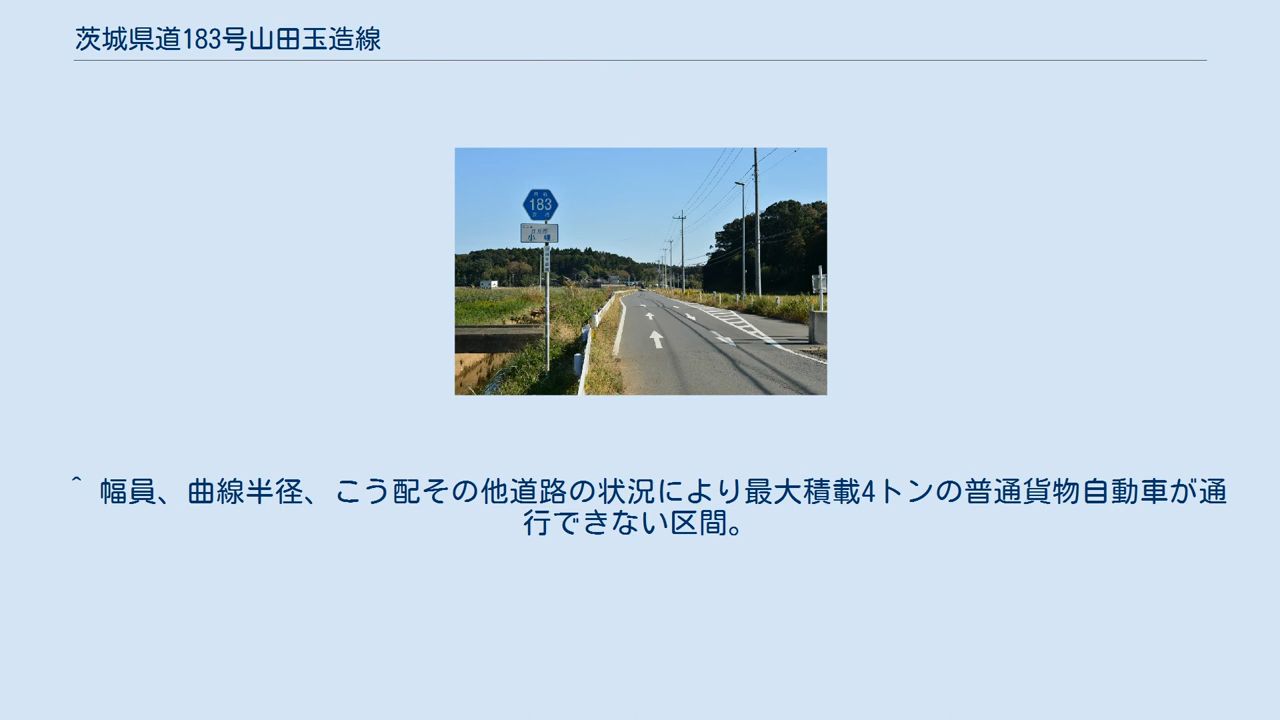 茨城県道183号山田玉造線
183
^ 幅員、曲線半径、こう配その他道路の状況により最大積載4トンの普通貨物自動車が通
行できない区間。